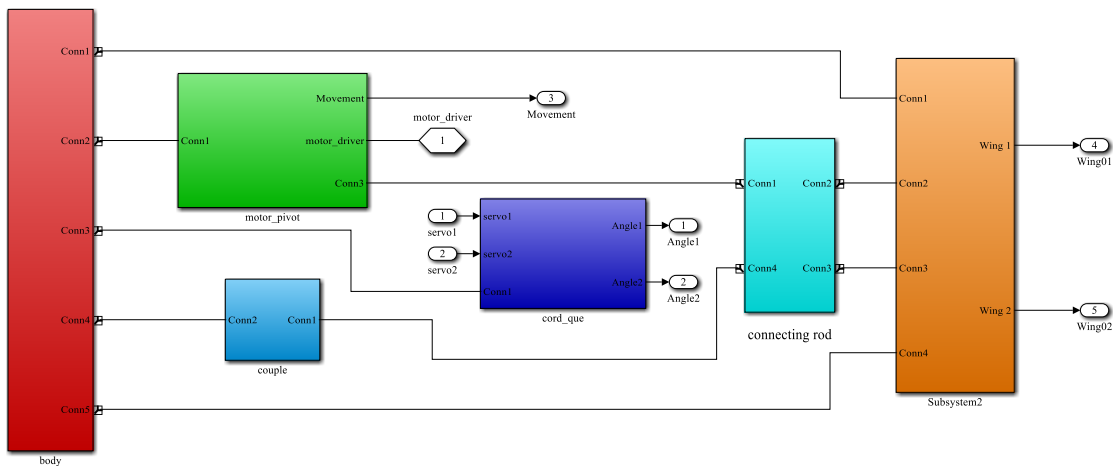 Conn1
Conn2
Conn3
Conn4
Conn5
body
Conn1
Movement
motor_driver
Conn3
motor_pivot
3
Movement
motor_driver
1
1
servo1
2
servo2
servo1
servo2
Conn1
Angle1
Angle2
cord_que
1
Angle1
2
Angle2
Conn2
Conn1
couple
Conn1
Conn2
Conn4
Conn3
connecting rod
Conn1
Conn2
Conn3
Conn4
Wing 1
Wing 2
Subsystem2
4
Wing01
5
Wing02